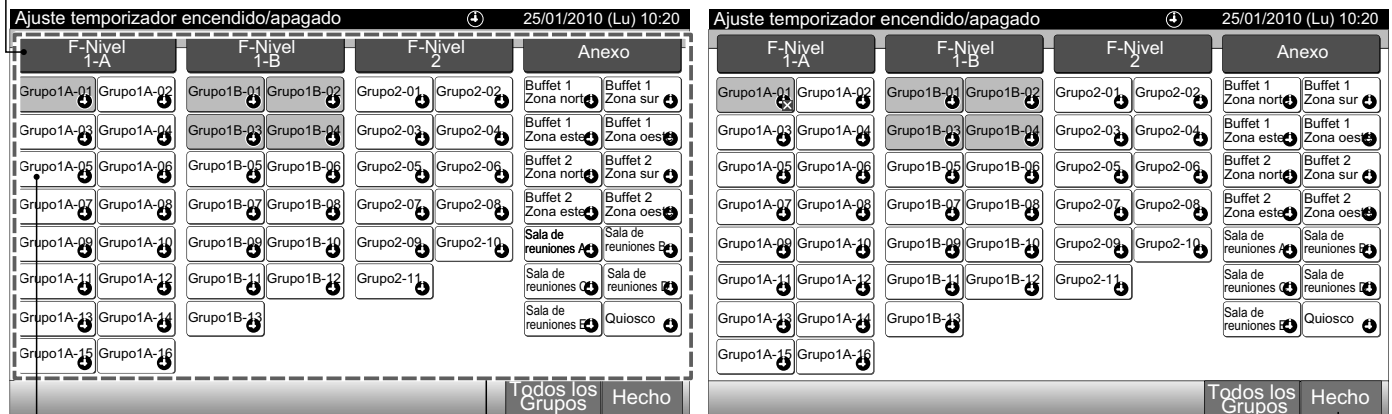 Ajuste temporizador encendido/apagado 25/01/2010 (Lu) 10:20
F-Nivel
1-A
F-Nivel
1-B
F-Nivel
2
Anexo
Grupo1A-01 Grupo1A-02 Grupo1B-01 Grupo1B-02 Grupo2-01 Grupo2-02
Buffet 1
Zona norte
Buffet 1
Zona sur
Grupo1A-03 Grupo1A-04 Grupo1B-03 Grupo1B-04 Grupo2-03 Grupo2-04
Buffet 1
Zona este
Buffet 1
Zona oeste
Grupo1A-05 Grupo1A-06 Grupo1B-05 Grupo1B-06 Grupo2-05 Grupo2-06
Buffet 2
Zona norte
Buffet 2
Zona sur
Grupo1A-07 Grupo1A-08 Grupo1B-07 Grupo1B-08 Grupo2-07 Grupo2-08
Buffet 2
Zona este
Buffet 2
Zona oeste
Grupo1A-09 Grupo1A-10 Grupo1B-09 Grupo1B-10 Grupo2-09 Grupo2-10
Sala de
reuniones A
Sala de
reuniones B
Grupo1A-11 Grupo1A-12 Grupo1B-11 Grupo1B-12 Grupo2-11
Sala de
reuniones C
Sala de
reuniones D
Grupo1A-13 Grupo1A-14 Grupo1B-13
Sala de
reuniones E
Quiosco
Grupo1A-15 Grupo1A-16
Todos los
Grupos
Hecho
Ajuste temporizador encendido/apagado 25/01/2010 (Lu) 10:20
F-Nivel
1-A
F-Nivel
1-B
F-Nivel
2
Anexo
Grupo1A-01 Grupo1A-02 Grupo1B-01 Grupo1B-02 Grupo2-01 Grupo2-02
Buffet 1
Zona norte
Buffet 1
Zona sur
Grupo1A-03 Grupo1A-04 Grupo1B-03 Grupo1B-04 Grupo2-03 Grupo2-04
Buffet 1
Zona este
Buffet 1
Zona oeste
Grupo1A-05 Grupo1A-06 Grupo1B-05 Grupo1B-06 Grupo2-05 Grupo2-06
Buffet 2
Zona norte
Buffet 2
Zona sur
Grupo1A-07 Grupo1A-08 Grupo1B-07 Grupo1B-08 Grupo2-07 Grupo2-08
Buffet 2
Zona este
Buffet 2
Zona oeste
Grupo1A-09 Grupo1A-10 Grupo1B-09 Grupo1B-10 Grupo2-09 Grupo2-10
Sala de
reuniones A
Sala de
reuniones B
Grupo1A-11 Grupo1A-12 Grupo1B-11 Grupo1B-12 Grupo2-11
Sala de
reuniones C
Sala de
reuniones D
Grupo1A-13 Grupo1A-14 Grupo1B-13
Sala de
reuniones E
Quiosco
Grupo1A-15 Grupo1A-16
Todos los
Grupos
Hecho